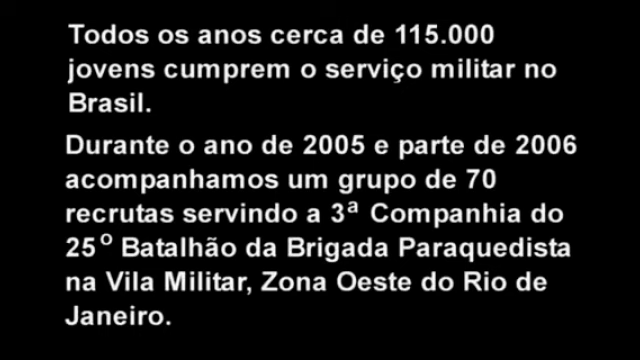 Todos os anos cerca de 115.000
jovens cumprem o serviço militar no
Brasil.
Durante o ano de 2005 e parte de 2006
acompanhamos um grupo de 70
recrutas servindo a 3ª Companhia do
25º Batalhão da Brigada Paraquedista
na Vila Militar, Zona Oeste do Rio de
Janeiro.